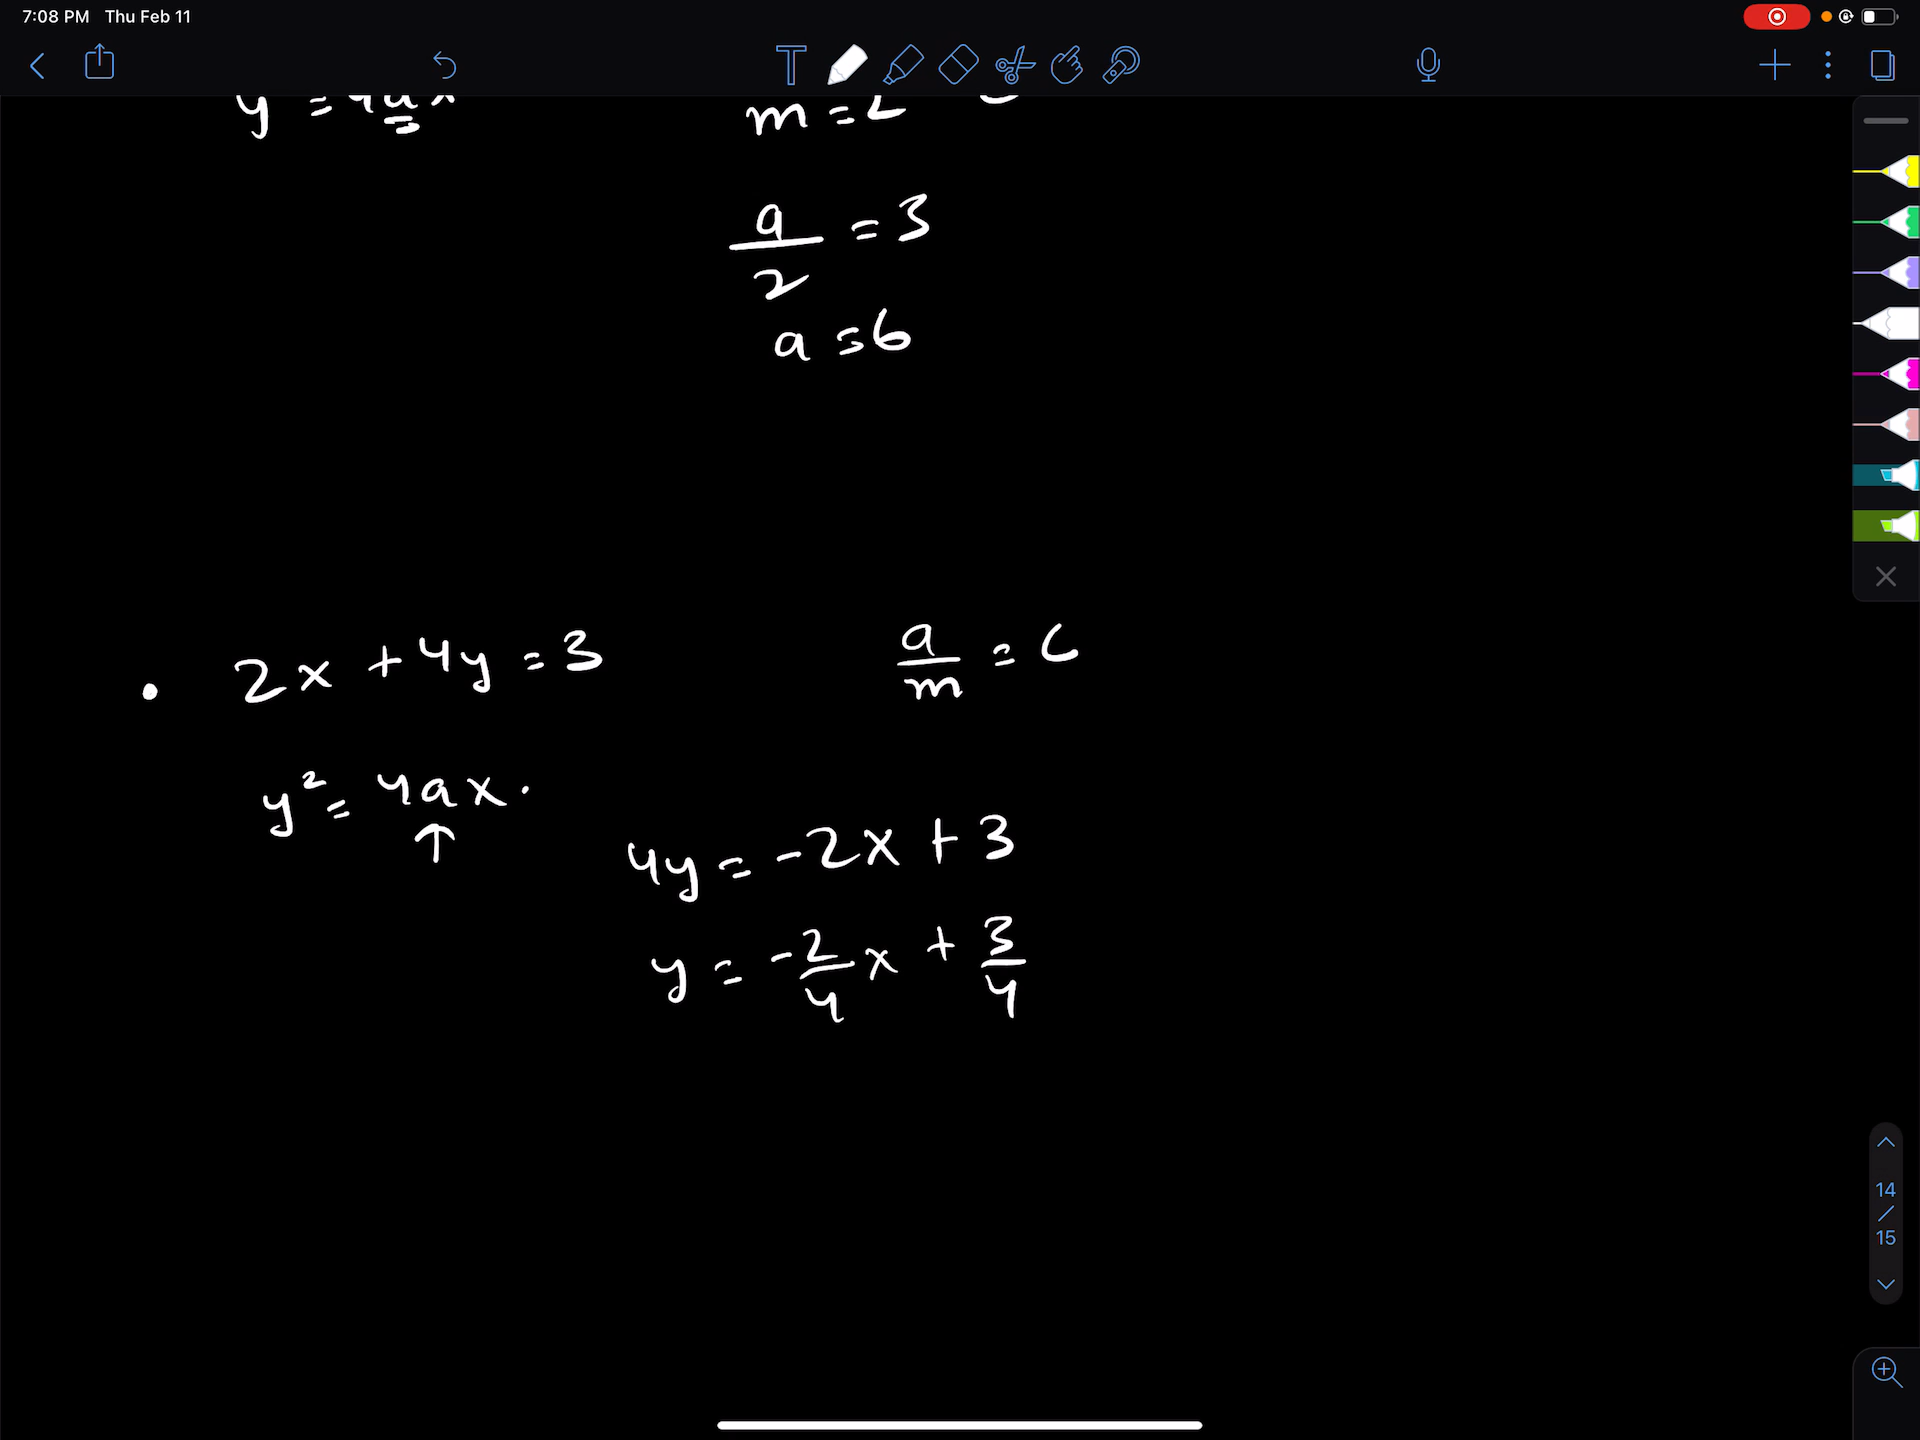 7:08 PM Thu Feb 11
T
m = 2
a/2 = 3
a = 6
2x + 4y = 3
a/m = c
y² = 4ax.
↑
4y = -2x + 3
y = -2/4 x + 3/4
14
/
15